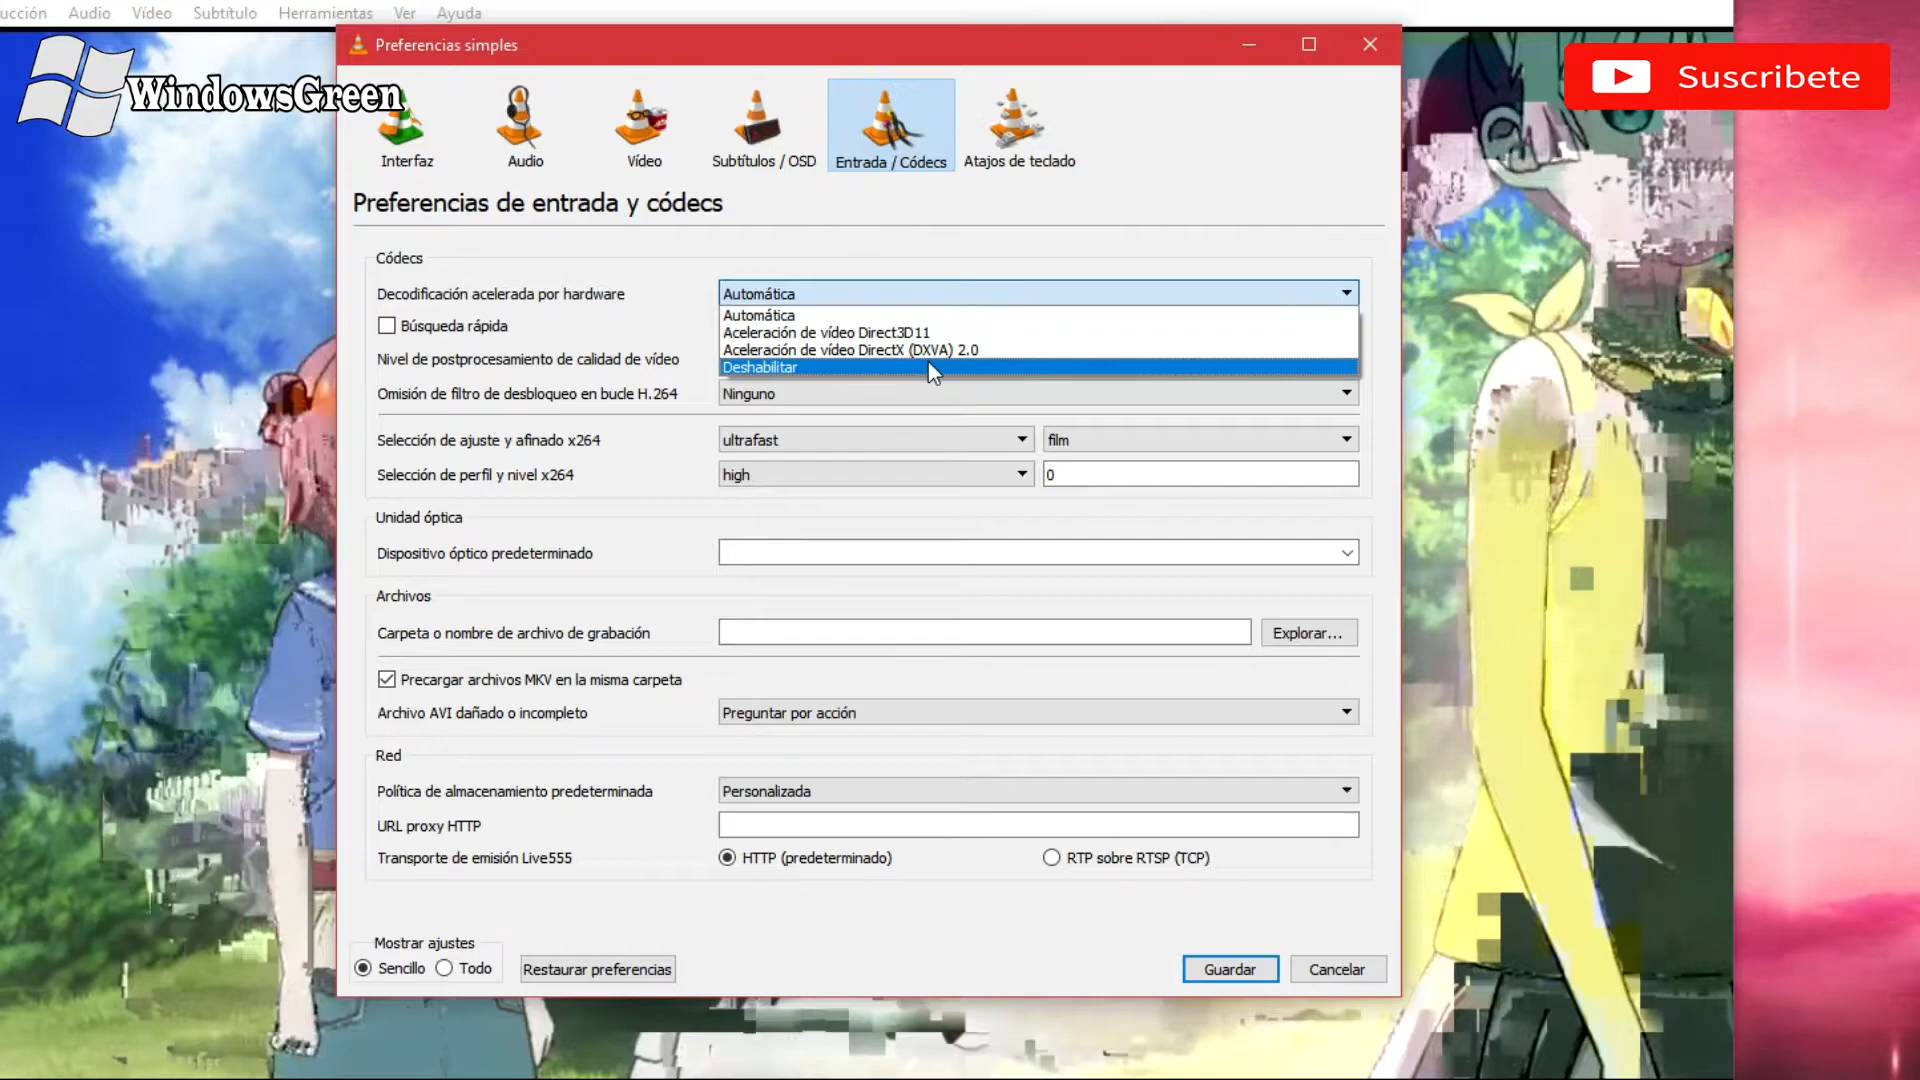 ucción Audio Vídeo Subtítulo Herramientas Ver Ayuda
Preferencias simples
WindowsGreen
Suscribete
Interfaz Audio Vídeo Subtítulos / OSD Entrada / Códecs Atajos de teclado
Preferencias de entrada y códecs
Códecs
Decodificación acelerada por hardware Automática
Automática
Búsqueda rápida Aceleración de vídeo Direct3D11
Aceleración de vídeo DirectX (DXVA) 2.0
Nivel de postprocesamiento de calidad de vídeo Deshabilitar
Omisión de filtro de desbloqueo en bucle H.264 Ninguno
Selección de ajuste y afinado x264 ultrafast film
Selección de perfil y nivel x264 high 0
Unidad óptica
Dispositivo óptico predeterminado
Archivos
Carpeta o nombre de archivo de grabación Explorar...
Precargar archivos MKV en la misma carpeta
Archivo AVI dañado o incompleto Preguntar por acción
Red
Política de almacenamiento predeterminada Personalizada
URL proxy HTTP
Transporte de emisión Live555 HTTP (predeterminado) RTP sobre RTSP (TCP)
Mostrar ajustes
Sencillo Todo Restaurar preferencias Guardar Cancelar